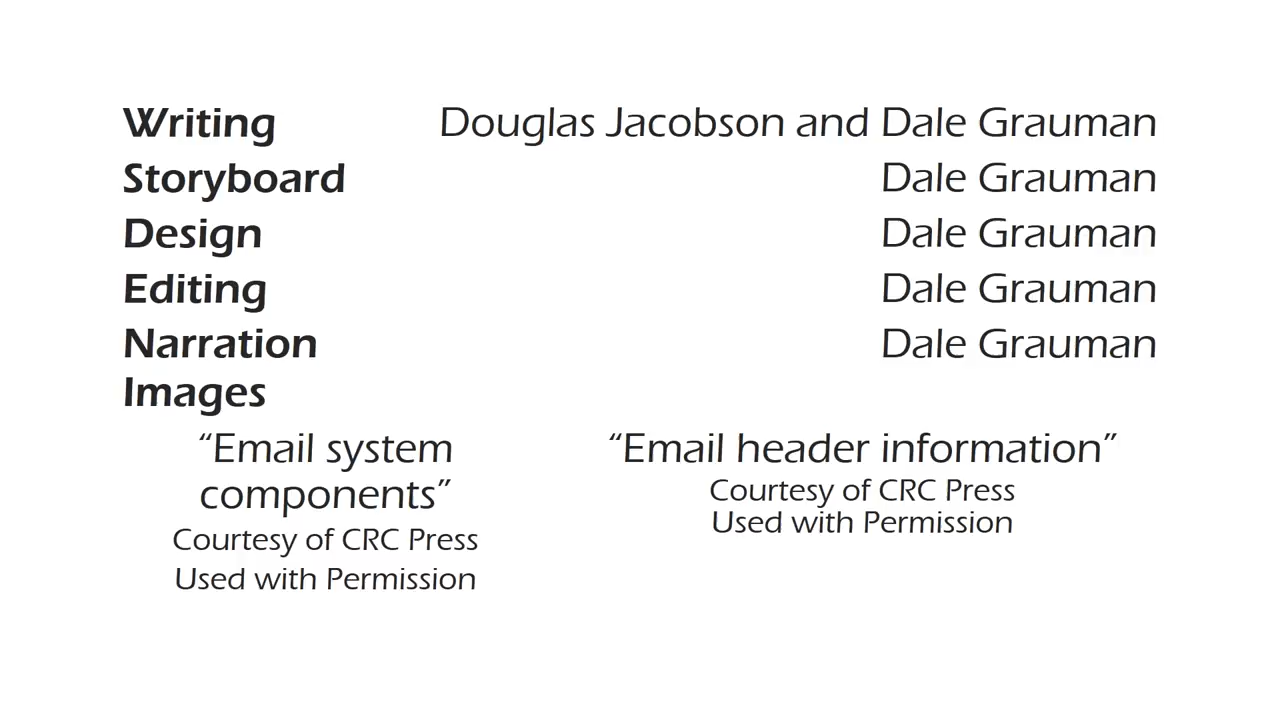 Writing Douglas Jacobson and Dale Grauman
Storyboard Dale Grauman
Design Dale Grauman
Editing Dale Grauman
Narration Dale Grauman
Images
“Email system
components”
Courtesy of CRC Press
Used with Permission
“Email header information”
Courtesy of CRC Press
Used with Permission